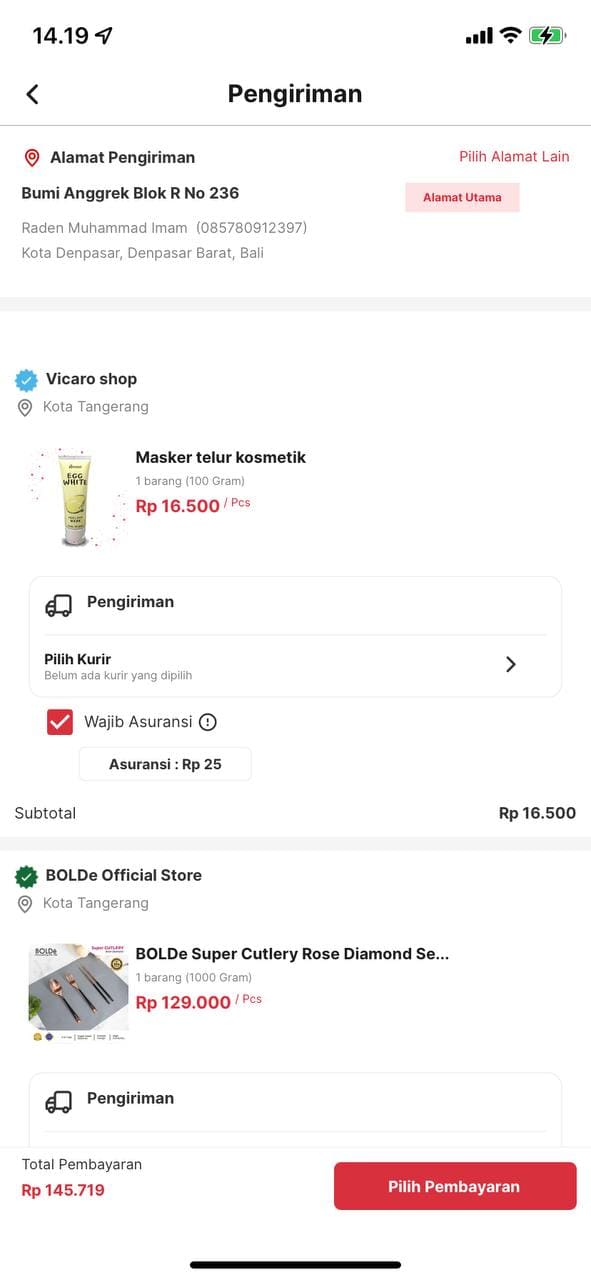 14.19
Pengiriman
Alamat Pengiriman
Pilih Alamat Lain
Bumi Anggrek Blok R No 236
Alamat Utama
Raden Muhammad Imam (085780912397)
Kota Denpasar, Denpasar Barat, Bali
Vicaro shop
Kota Tangerang
EGG
WHITE
Masker telur kosmetik
1 barang (100 Gram)
Rp 16.500 / Pcs
Pengiriman
Pilih Kurir
Belum ada kurir yang dipilih
Wajib Asuransi
Asuransi : Rp 25
Subtotal
Rp 16.500
BOLDe Official Store
Kota Tangerang
BOLDe
Super CUTLERY
BOLDe Super Cutlery Rose Diamond Se...
1 barang (1000 Gram)
Rp 129.000 / Pcs
Pengiriman
Total Pembayaran
Rp 145.719
Pilih Pembayaran